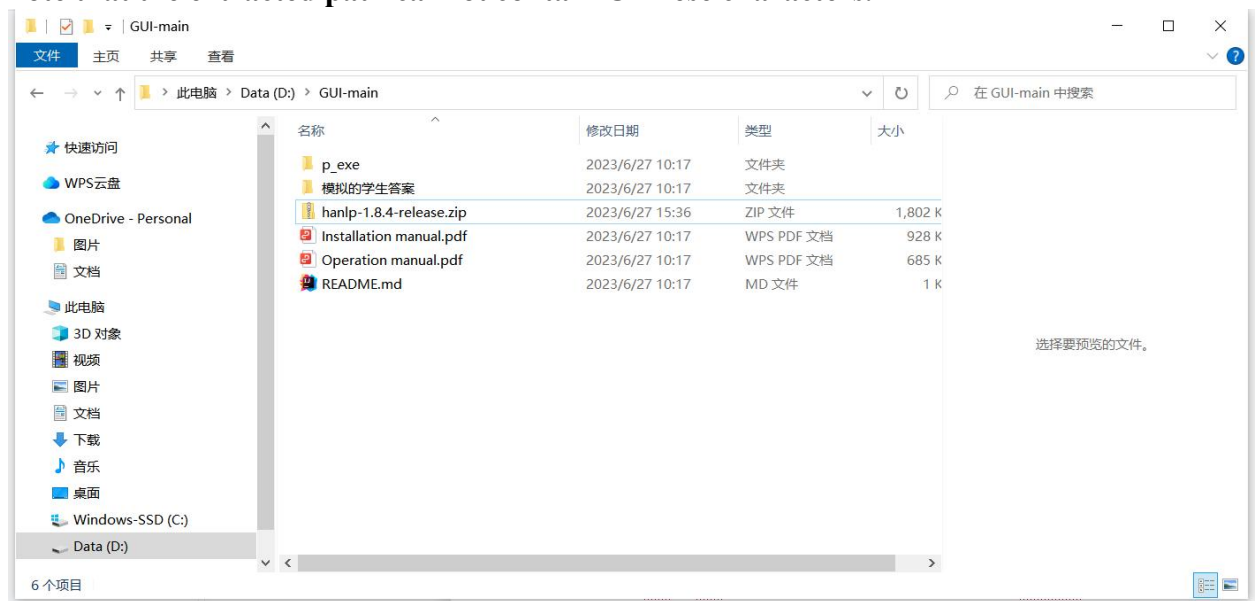 GUI-main
文件 主页 共享 查看
此电脑 > Data (D:) > GUI-main
在 GUI-main 中搜索
名称 修改日期 类型 大小
快速访问
WPS云盘
OneDrive - Personal
图片
文档
此电脑
3D 对象
视频
图片
文档
下载
音乐
桌面
Windows-SSD (C:)
Data (D:)
p_exe 2023/6/27 10:17 文件夹
模拟的学生答案 2023/6/27 10:17 文件夹
hanlp-1.8.4-release.zip 2023/6/27 15:36 ZIP 文件 1,802 K
Installation manual.pdf 2023/6/27 10:17 WPS PDF 文档 928 K
Operation manual.pdf 2023/6/27 10:17 WPS PDF 文档 685 K
README.md 2023/6/27 10:17 MD 文件 1 K
选择要预览的文件。
6 个项目